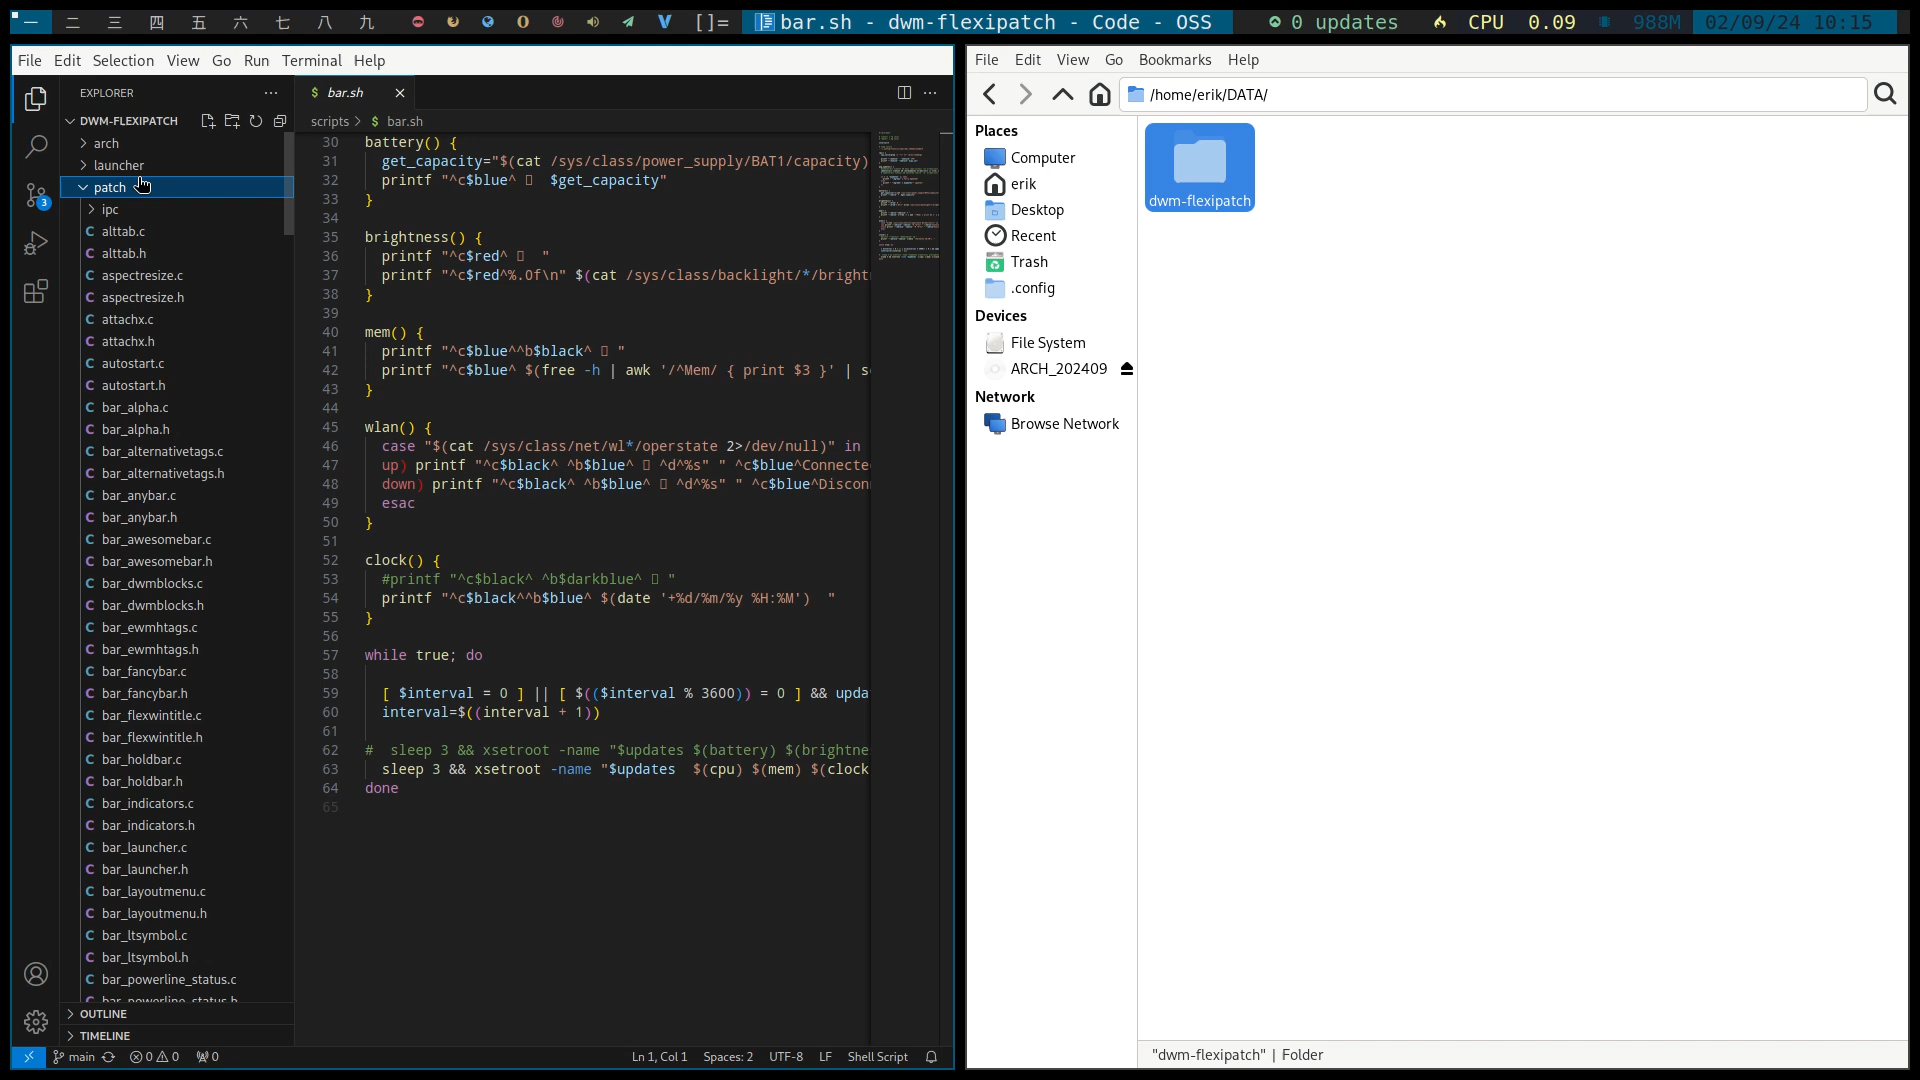 一 二 三 四 五 六 七 八 九 []= bar.sh - dwm-flexipatch - Code - OSS 0 updates CPU 0.09 988M 02/09/24 10:15
File Edit Selection View Go Run Terminal Help
EXPLORER
DWM-FLEXIPATCH
arch
launcher
patch
ipc
alttab.c
alttab.h
aspectresize.c
aspectresize.h
attachx.c
attachx.h
autostart.c
autostart.h
bar_alpha.c
bar_alpha.h
bar_alternativetags.c
bar_alternativetags.h
bar_anybar.c
bar_anybar.h
bar_awesomebar.c
bar_awesomebar.h
bar_dwmblocks.c
bar_dwmblocks.h
bar_ewmhtags.c
bar_ewmhtags.h
bar_fancybar.c
bar_fancybar.h
bar_flexwintitle.c
bar_flexwintitle.h
bar_holdbar.c
bar_holdbar.h
bar_indicators.c
bar_indicators.h
bar_launcher.c
bar_launcher.h
bar_layoutmenu.c
bar_layoutmenu.h
bar_ltsymbol.c
bar_ltsymbol.h
bar_powerline_status.c
bar_powerline_status.h
OUTLINE
TIMELINE
3
$ bar.sh
scripts > $ bar.sh
30 battery() {
31 get_capacity="$(cat /sys/class/power_supply/BAT1/capacity)
32 printf "^c$blue^ $get_capacity"
33 }
34
35 brightness() {
36 printf "^c$red^ "
37 printf "^c$red^%.0f\n" $(cat /sys/class/backlight/*/bright
38 }
39
40 mem() {
41 printf "^c$blue^^b$black^ "
42 printf "^c$blue^ $(free -h | awk '/^Mem/ { print $3 }' | s
43 }
44
45 wlan() {
46 case "$(cat /sys/class/net/wl*/operstate 2>/dev/null)" in
47 up) printf "^c$black^ ^b$blue^ ^d^%s" " ^c$blue^Connecte
48 down) printf "^c$black^ ^b$blue^ ^d^%s" " ^c$blue^Discon
49 esac
50 }
51
52 clock() {
53 #printf "^c$black^ ^b$darkblue^ "
54 printf "^c$black^^b$blue^ $(date '+%d/%m/%y %H:%M') "
55 }
56
57 while true; do
58
59 [ $interval = 0 ] || [ $(($interval % 3600)) = 0 ] && upda
60 interval=$((interval + 1))
61
62 # sleep 3 && xsetroot -name "$updates $(battery) $(brightne
63 sleep 3 && xsetroot -name "$updates $(cpu) $(mem) $(clock
64 done
65
main 0 0 0 Ln 1, Col 1 Spaces: 2 UTF-8 LF Shell Script
File Edit View Go Bookmarks Help
/home/erik/DATA/
Places
Computer
erik
Desktop
Recent
Trash
.config
Devices
File System
ARCH_202409
Network
Browse Network
dwm-flexipatch
"dwm-flexipatch" | Folder